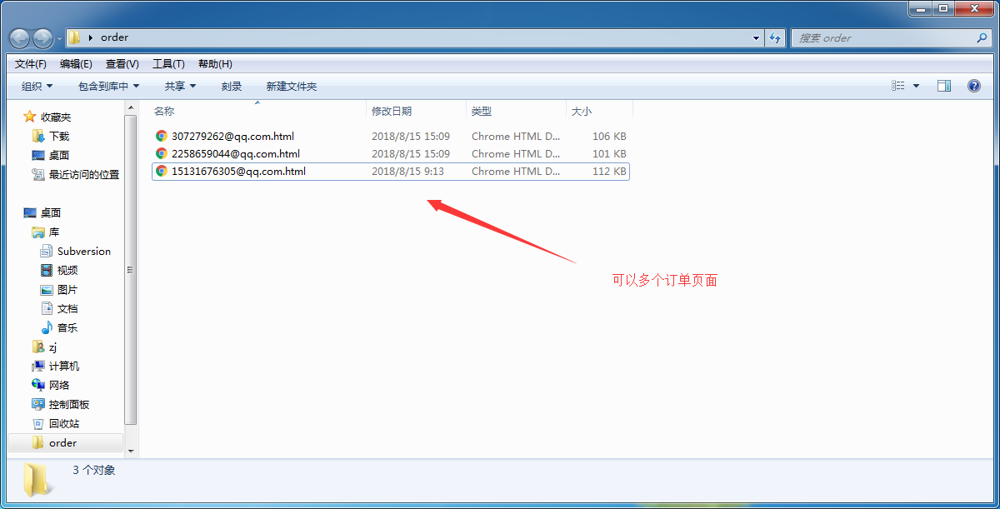 order
搜索 order
文件(F) 编辑(E) 查看(V) 工具(T) 帮助(H)
组织 包含到库中 共享 刻录 新建文件夹
名称 修改日期 类型 大小
307279262@qq.com.html 2018/8/15 15:09 Chrome HTML D... 106 KB
2258659044@qq.com.html 2018/8/15 15:09 Chrome HTML D... 101 KB
15131676305@qq.com.html 2018/8/15 9:13 Chrome HTML D... 112 KB
收藏夹
下载
桌面
最近访问的位置
桌面
库
Subversion
视频
图片
文档
音乐
zj
计算机
网络
控制面板
回收站
order
可以多个订单页面
3 个对象